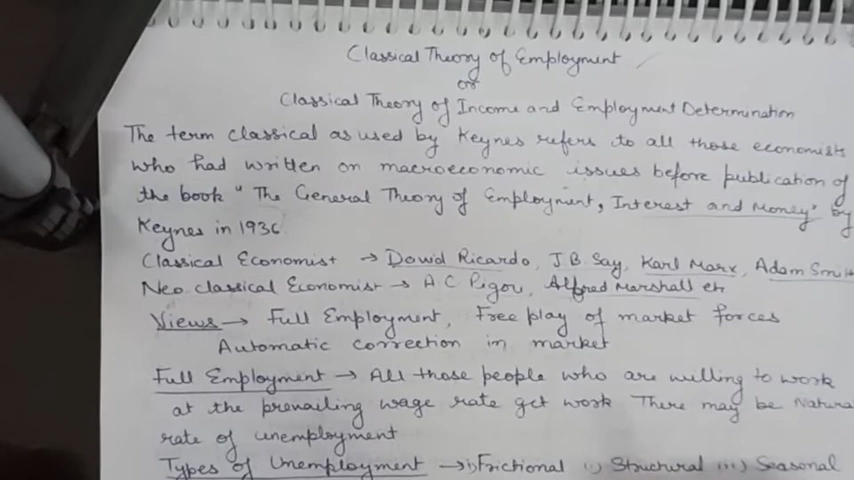 Classical Theory of Employment
or
Classical Theory of Income and Employment Determination
The term classical as used by Keynes refers to all those economists
who had written on macroeconomic issues before publication of
the book "The General Theory of Employment, Interest and Money" by
Keynes in 1936
Classical Economist → David Ricardo, J B Say, Karl Marx, Adam Smith
Neo classical Economist → A C Pigou, Alfred Marshall etc
Views → Full Employment, Free play of market forces
Automatic correction in market
Full Employment → All those people who are willing to work
at the prevailing wage rate get work There may be Natural
rate of unemployment
Types of Unemployment → i) Frictional ii) Structural iii) Seasonal